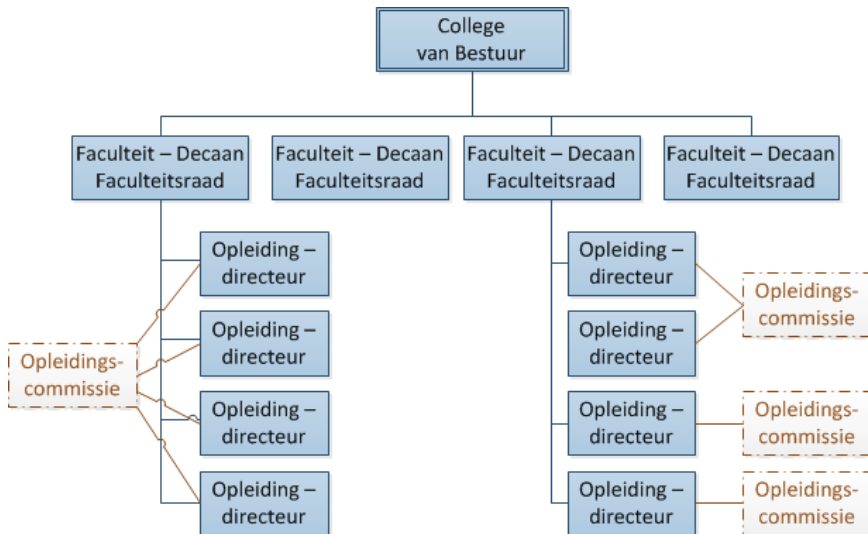 College
van Bestuur
Faculteit – Decaan
Faculteitsraad
Faculteit – Decaan
Faculteitsraad
Faculteit – Decaan
Faculteitsraad
Faculteit – Decaan
Faculteitsraad
Opleiding –
directeur
Opleiding –
directeur
Opleiding –
directeur
Opleiding –
directeur
Opleidings-
commissie
Opleiding –
directeur
Opleiding –
directeur
Opleiding –
directeur
Opleiding –
directeur
Opleidings-
commissie
Opleidings-
commissie
Opleidings-
commissie